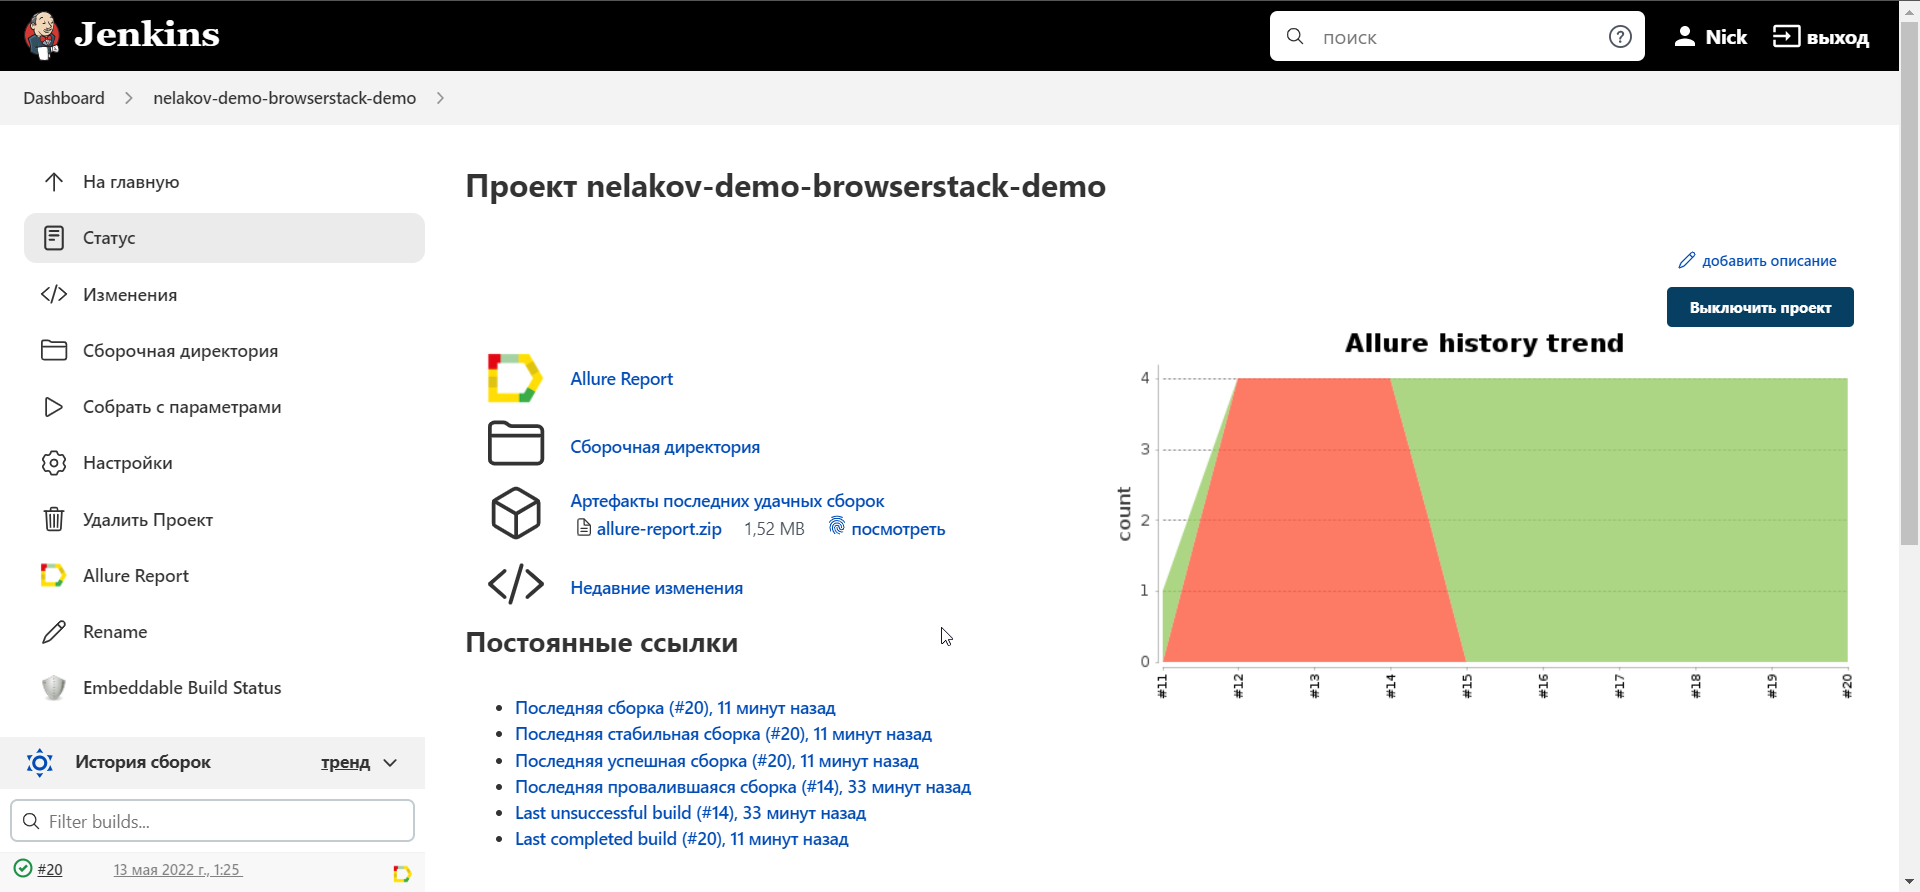 Jenkins
поиск
Nick
выход
Dashboard
nelakov-demo-browserstack-demo
На главную
Статус
Изменения
Сборочная директория
Собрать с параметрами
Настройки
Удалить Проект
Allure Report
Rename
Embeddable Build Status
История сборок
тренд
Filter builds...
#20
13 мая 2022 г., 1:25
Проект nelakov-demo-browserstack-demo
добавить описание
Выключить проект
Allure Report
Сборочная директория
Артефакты последних удачных сборок
allure-report.zip 1,52 MB посмотреть
Недавние изменения
Постоянные ссылки
Последняя сборка (#20), 11 минут назад
Последняя стабильная сборка (#20), 11 минут назад
Последняя успешная сборка (#20), 11 минут назад
Последняя провалившаяся сборка (#14), 33 минут назад
Last unsuccessful build (#14), 33 минут назад
Last completed build (#20), 11 минут назад
Allure history trend
count
4
3
2
1
0
#11
#12
#13
#14
#15
#16
#17
#18
#19
#20